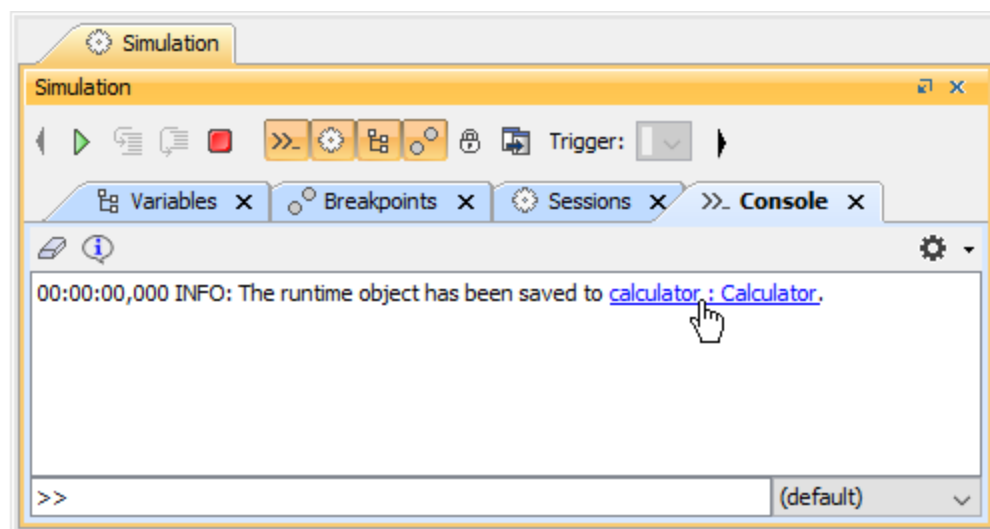 Simulation
Simulation
Trigger:
Variables Breakpoints Sessions >>_ Console
00:00:00,000 INFO: The runtime object has been saved to calculator : Calculator.
>> (default)